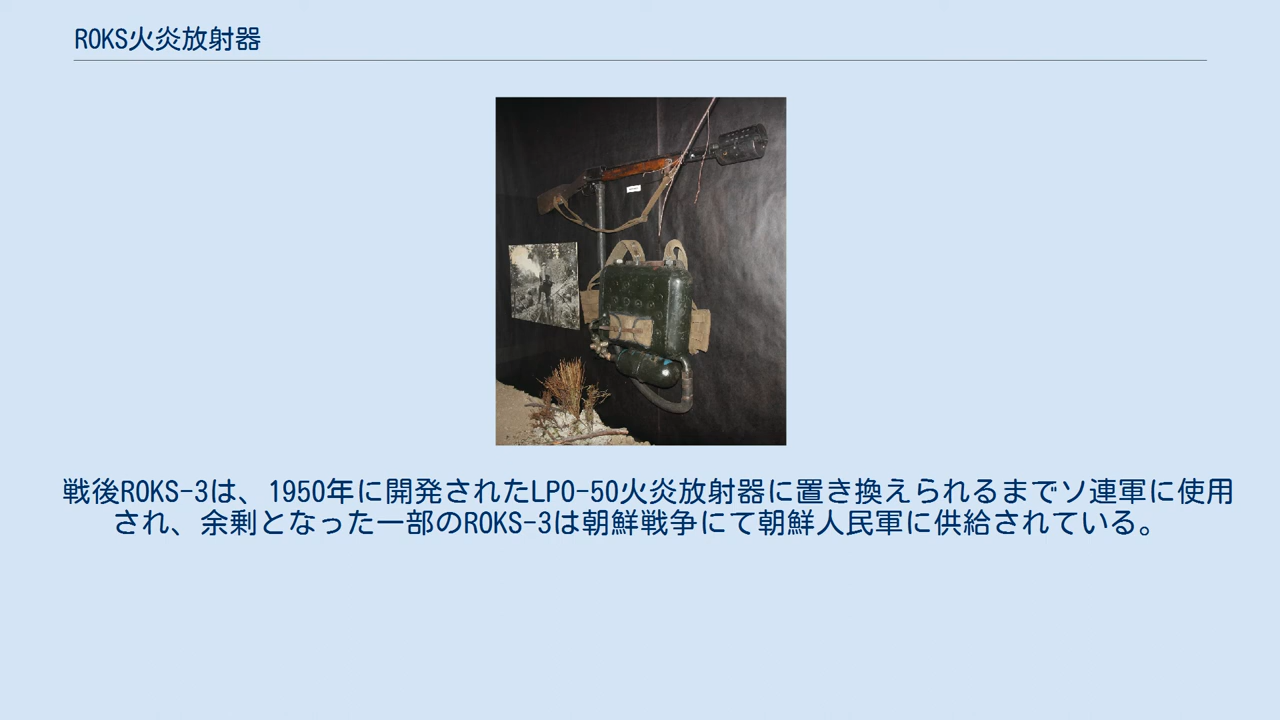 ROKS火炎放射器
戦後ROKS-3は、1950年に開発されたLPO-50火炎放射器に置き換えられるまでソ連軍に使用
され、余剰となった一部のROKS-3は朝鮮戦争にて朝鮮人民軍に供給されている。